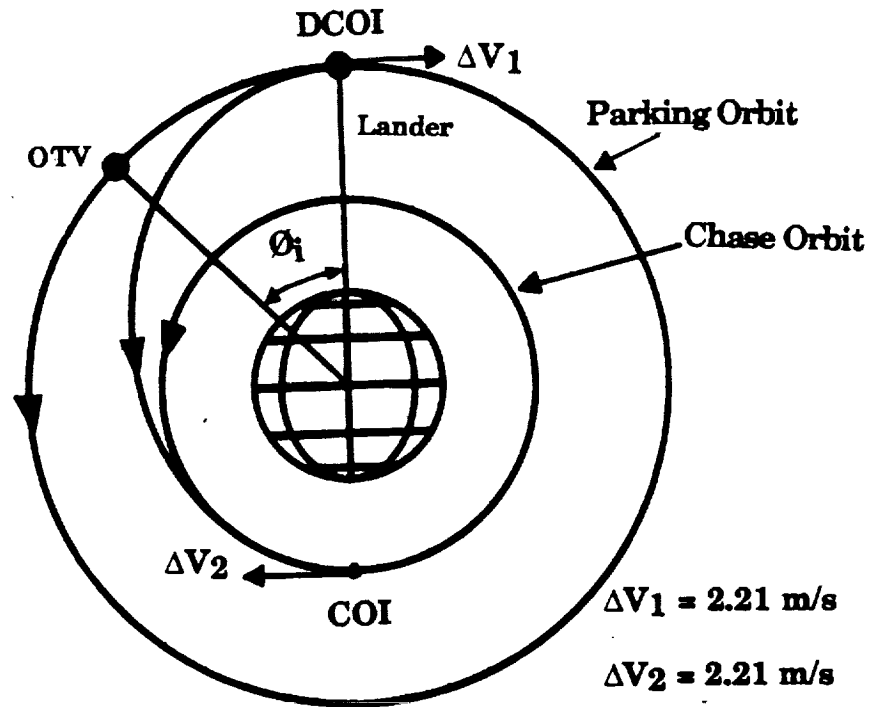 DCOI
ΔV1
Lander
Parking Orbit
OTV
Chase Orbit
Øi
ΔV2
COI
ΔV1 = 2.21 m/s
ΔV2 = 2.21 m/s